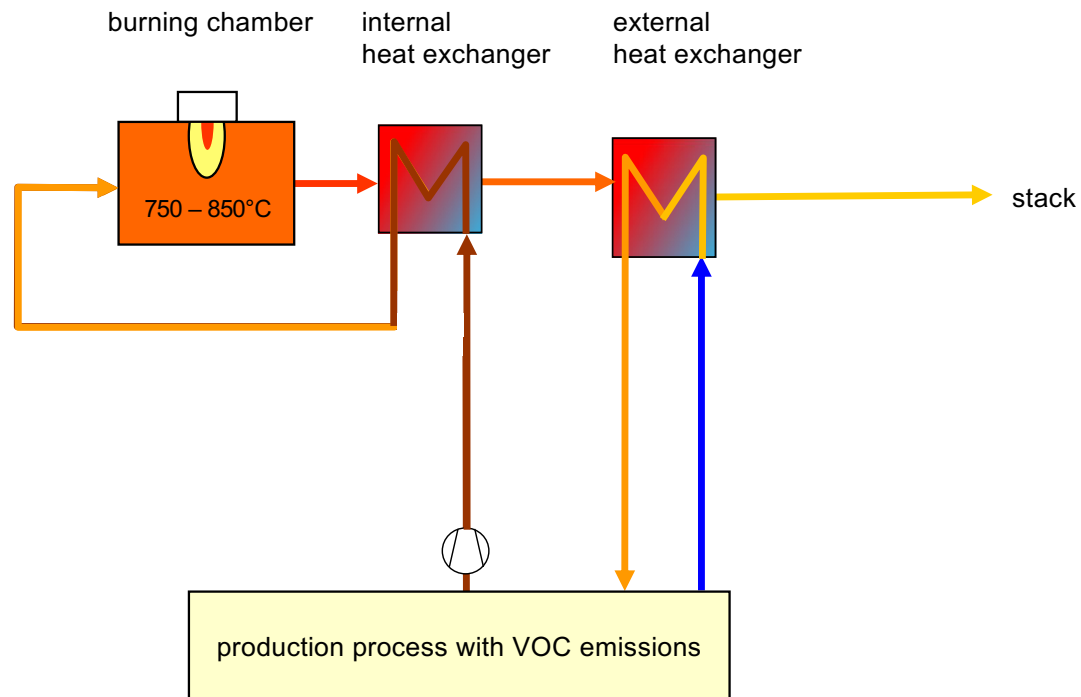 burning chamber
internal
heat exchanger
external
heat exchanger
750 – 850°C
stack
production process with VOC emissions